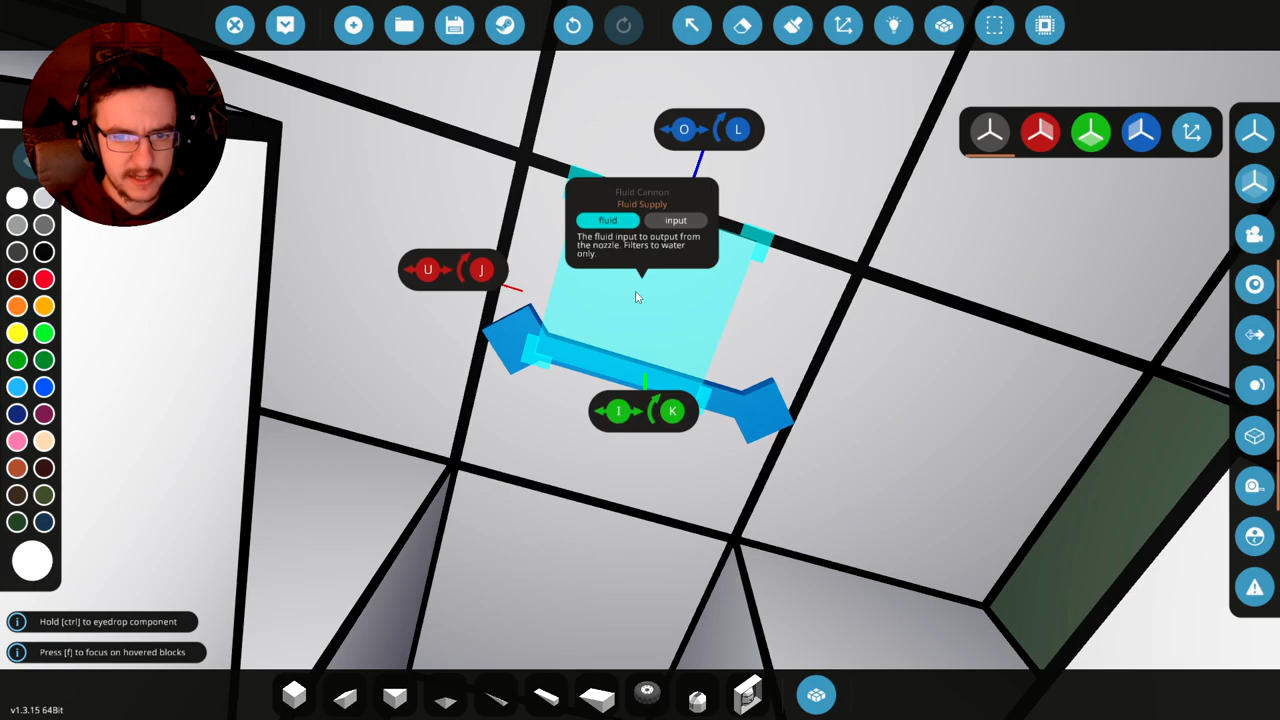 O
L
Fluid Cannon
Fluid Supply
fluid
input
The fluid input to output from
the nozzle. Filters to water
only.
U
J
I
K
Hold [ctrl] to eyedrop component
Press [f] to focus on hovered blocks
v1.3.15 64Bit